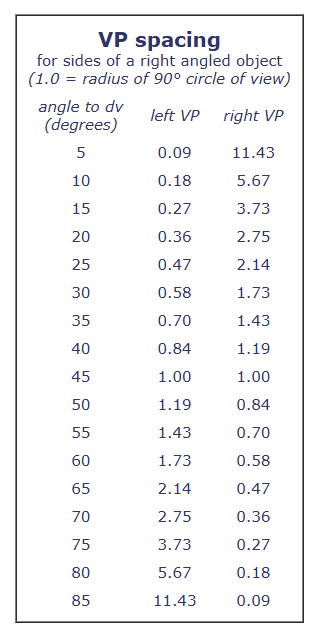 VP spacing
for sides of a right angled object
(1.0 = radius of 90° circle of view)
angle to dv (degrees) left VP right VP
5 0.09 11.43
10 0.18 5.67
15 0.27 3.73
20 0.36 2.75
25 0.47 2.14
30 0.58 1.73
35 0.70 1.43
40 0.84 1.19
45 1.00 1.00
50 1.19 0.84
55 1.43 0.70
60 1.73 0.58
65 2.14 0.47
70 2.75 0.36
75 3.73 0.27
80 5.67 0.18
85 11.43 0.09